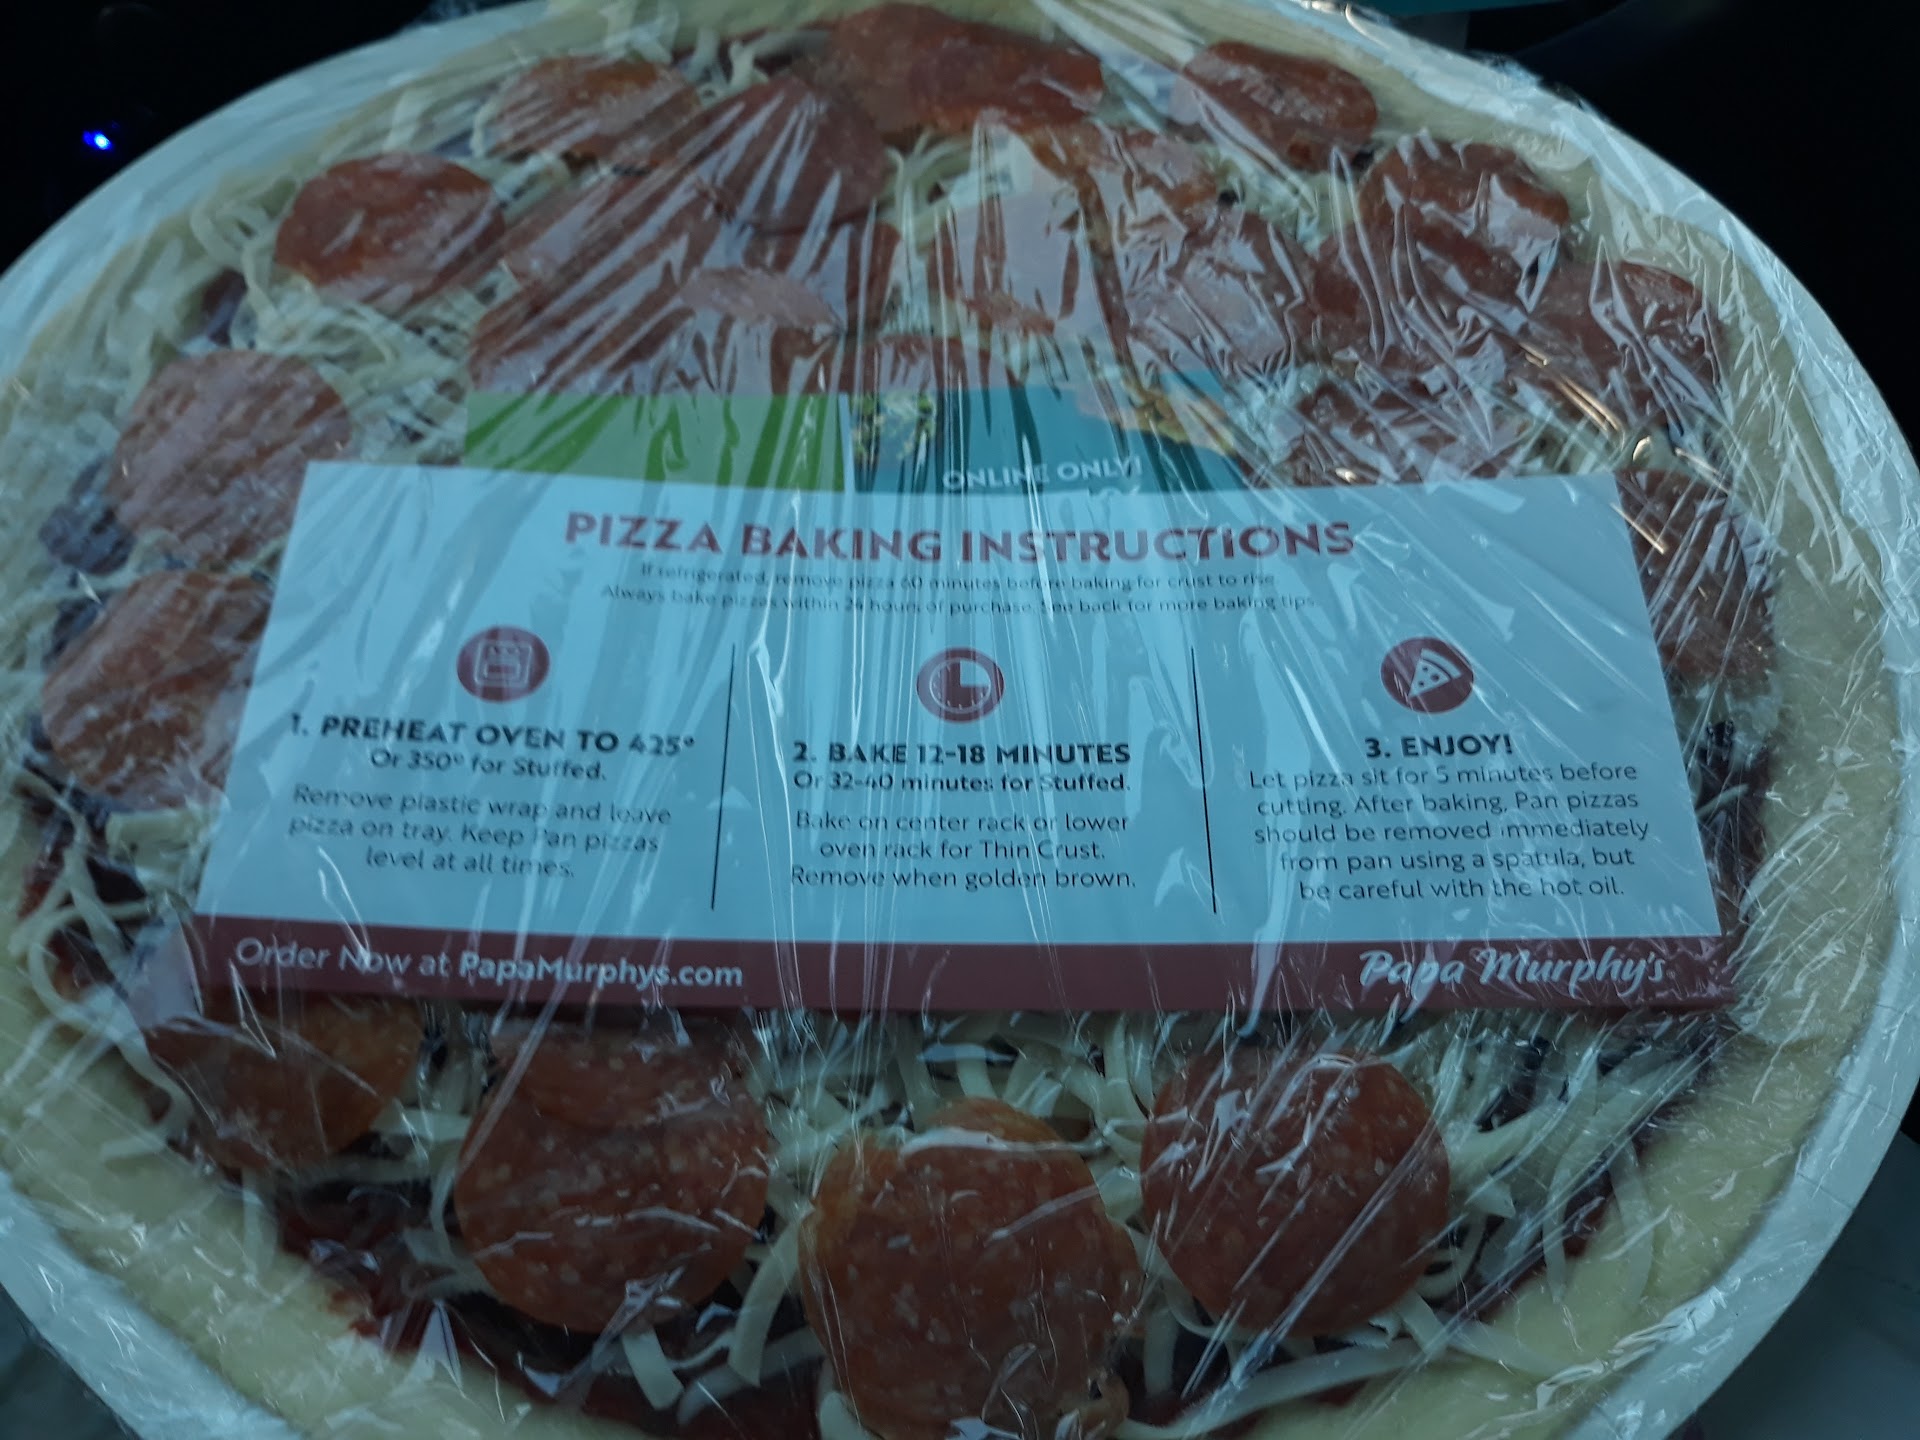 ONLINE ONLY!
PIZZA BAKING INSTRUCTIONS
If refrigerated, remove pizza 60 minutes before baking for crust to rise.
Always bake pizzas within 24 hours of purchase. See back for more baking tips.
1. PREHEAT OVEN TO 425°
Or 350° for Stuffed.
Remove plastic wrap and leave
pizza on tray. Keep Pan pizzas
level at all times.
2. BAKE 12-18 MINUTES
Or 32-40 minutes for Stuffed.
Bake on center rack or lower
oven rack for Thin Crust.
Remove when golden brown.
3. ENJOY!
Let pizza sit for 5 minutes before
cutting. After baking, Pan pizzas
should be removed immediately
from pan using a spatula, but
be careful with the hot oil.
Order Now at PapaMurphys.com
Papa Murphy's